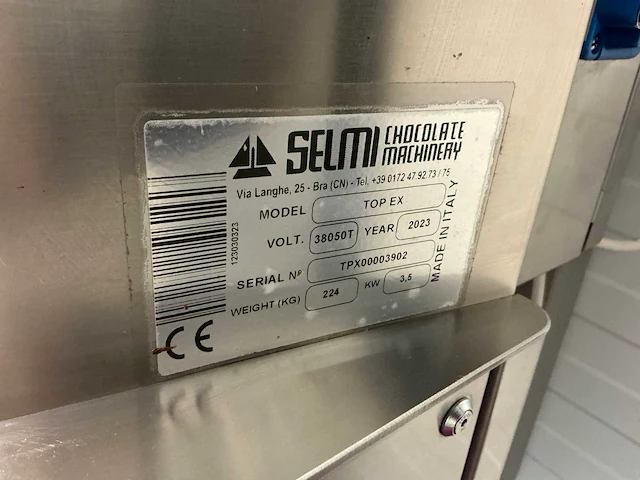 SELMI CHOCOLATE MACHINERY
Via Langhe, 25 - Bra (CN) - Tel. +39 0172 47.92.73 / 75
MODEL TOP EX
VOLT. 38050T YEAR 2023
SERIAL Nº TPX00003902
WEIGHT (KG) 224 KW 3,5
MADE IN ITALY
123030323
CE